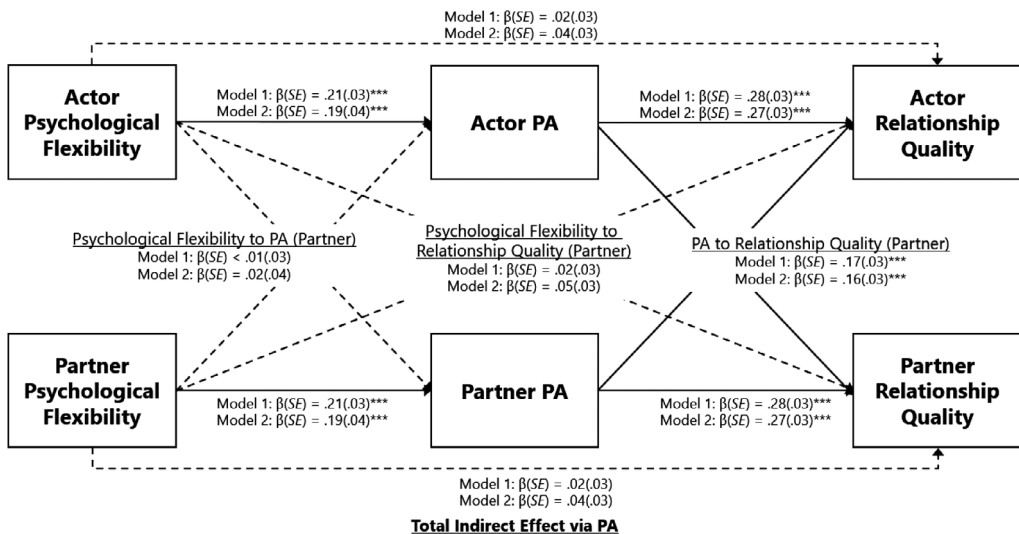 Model 1: β(SE) = .02(.03)
Model 2: β(SE) = .04(.03)
Actor
Psychological
Flexibility
Model 1: β(SE) = .21(.03)***
Model 2: β(SE) = .19(.04)***
Actor PA
Model 1: β(SE) = .28(.03)***
Model 2: β(SE) = .27(.03)***
Actor
Relationship
Quality
Psychological Flexibility to PA (Partner)
Model 1: β(SE) < .01(.03)
Model 2: β(SE) = .02(.04)
Psychological Flexibility to
Relationship Quality (Partner)
Model 1: β(SE) = .02(.03)
Model 2: β(SE) = .05(.03)
PA to Relationship Quality (Partner)
Model 1: β(SE) = .17(.03)***
Model 2: β(SE) = .16(.03)***
Partner
Psychological
Flexibility
Model 1: β(SE) = .21(.03)***
Model 2: β(SE) = .19(.04)***
Partner PA
Model 1: β(SE) = .28(.03)***
Model 2: β(SE) = .27(.03)***
Partner
Relationship
Quality
Model 1: β(SE) = .02(.03)
Model 2: β(SE) = .04(.03)
Total Indirect Effect via PA